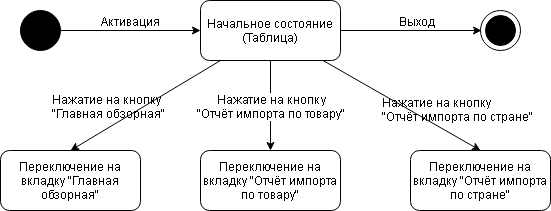 Активация
Начальное состояние
(Таблица)
Выход
Нажатие на кнопку
"Главная обзорная"
Нажатие на кнопку
"Отчёт импорта по товару"
Нажатие на кнопку
"Отчёт импорта по стране"
Переключение на
вкладку "Главная
обзорная"
Переключение на
вкладку "Отчёт импорта
по товару"
Переключение на
вкладку "Отчёт импорта
по стране"